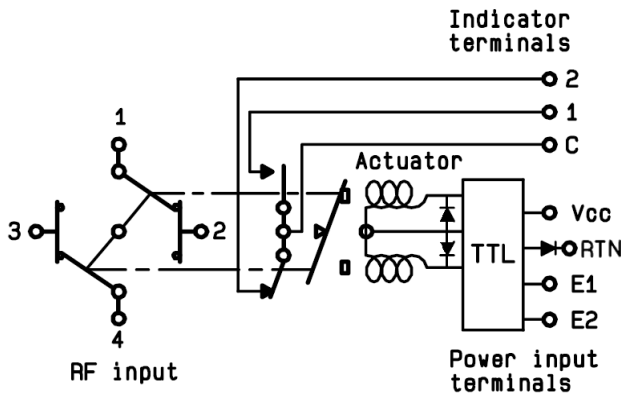 Indicator
terminals
2
1
C
1
Actuator
3
2
4
TTL
Vcc
RTN
E1
E2
RF input
Power input
terminals